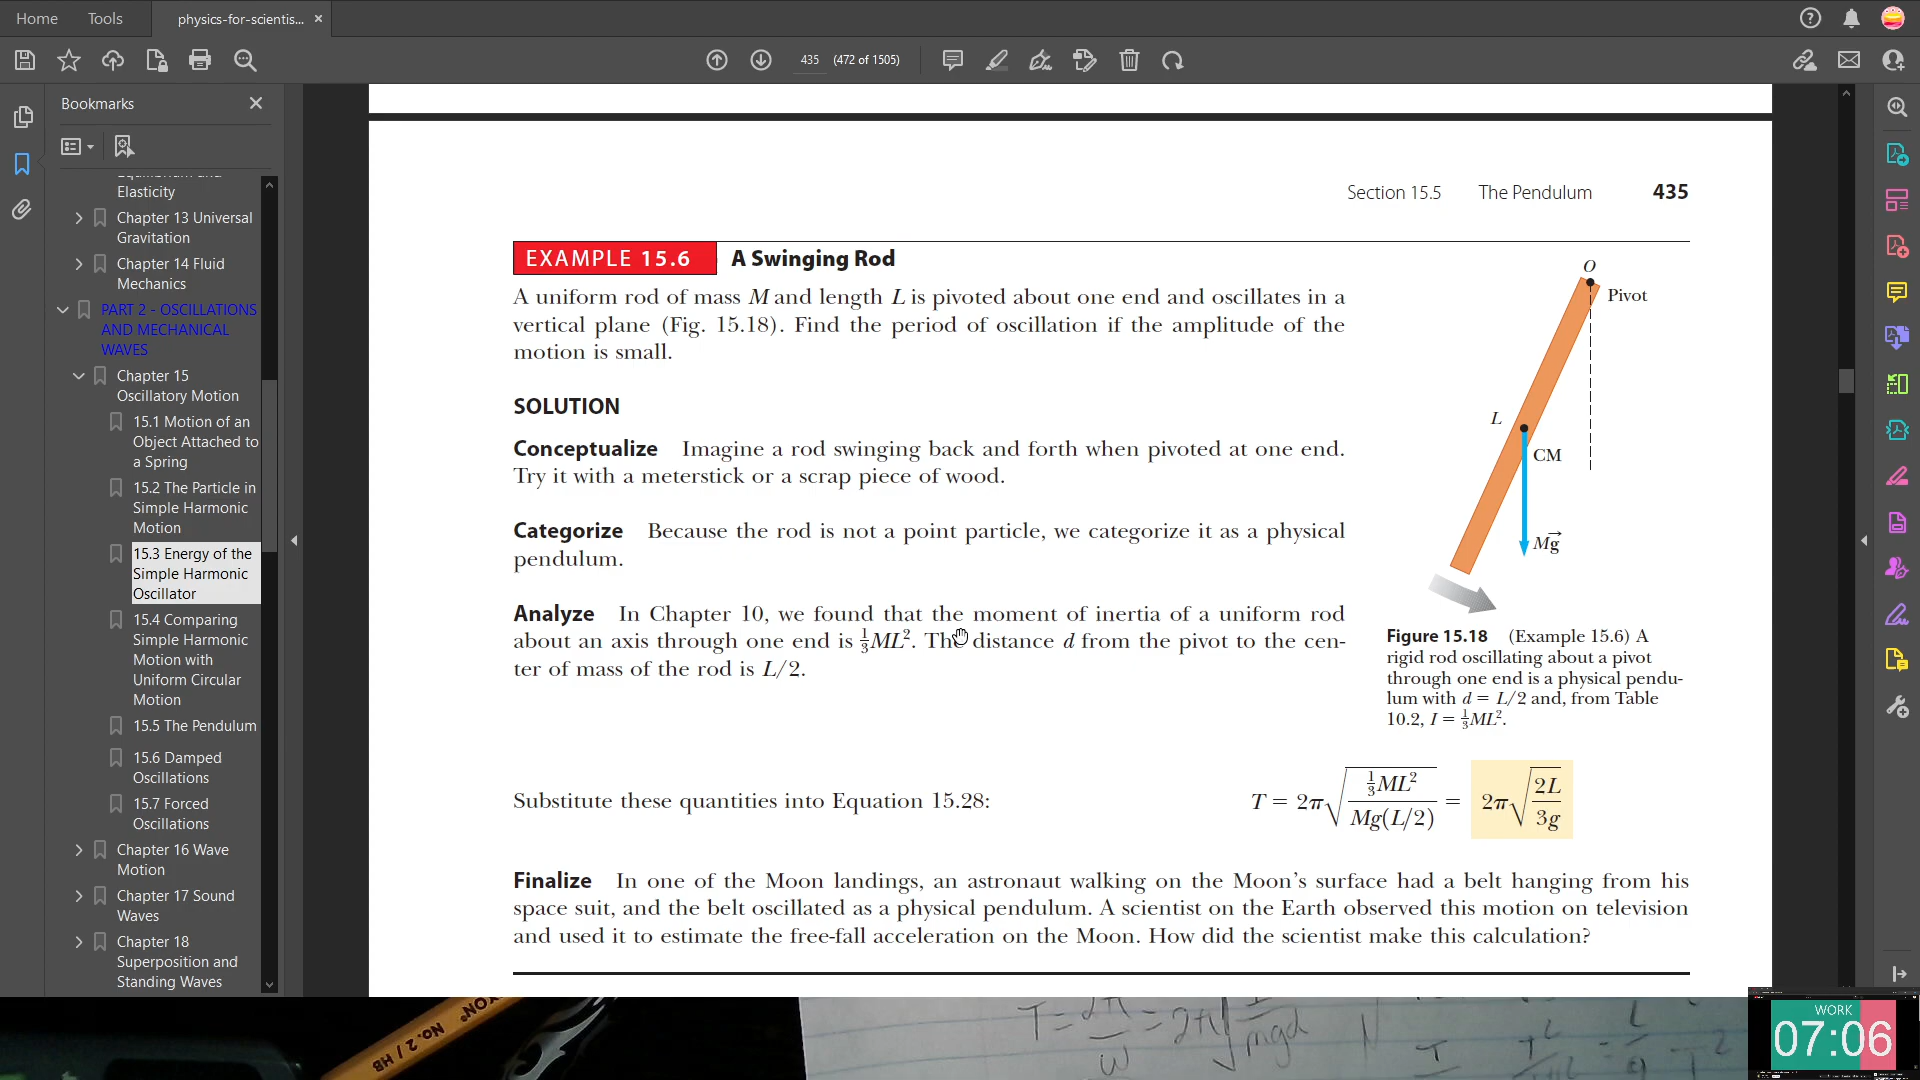 Home
Tools
physics-for-scientis... ×
435
(472 of 1505)
Bookmarks
Elasticity
Chapter 13 Universal
Gravitation
Chapter 14 Fluid
Mechanics
PART 2 - OSCILLATIONS
AND MECHANICAL
WAVES
Chapter 15
Oscillatory Motion
15.1 Motion of an
Object Attached to
a Spring
15.2 The Particle in
Simple Harmonic
Motion
15.3 Energy of the
Simple Harmonic
Oscillator
15.4 Comparing
Simple Harmonic
Motion with
Uniform Circular
Motion
15.5 The Pendulum
15.6 Damped
Oscillations
15.7 Forced
Oscillations
Chapter 16 Wave
Motion
Chapter 17 Sound
Waves
Chapter 18
Superposition and
Standing Waves
Section 15.5 The Pendulum 435
EXAMPLE 15.6 A Swinging Rod
A uniform rod of mass M and length L is pivoted about one end and oscillates in a
vertical plane (Fig. 15.18). Find the period of oscillation if the amplitude of the
motion is small.
SOLUTION
Conceptualize Imagine a rod swinging back and forth when pivoted at one end.
Try it with a meterstick or a scrap piece of wood.
Categorize Because the rod is not a point particle, we categorize it as a physical
pendulum.
Analyze In Chapter 10, we found that the moment of inertia of a uniform rod
about an axis through one end is ⅓ML². The distance d from the pivot to the cen-
ter of mass of the rod is L/2.
O
Pivot
L
CM
Mg⃗
Figure 15.18 (Example 15.6) A
rigid rod oscillating about a pivot
through one end is a physical pendu-
lum with d = L/2 and, from Table
10.2, I = ⅓ML².
Substitute these quantities into Equation 15.28: T = 2π√(⅓ML² / Mg(L/2)) = 2π√(2L / 3g)
Finalize In one of the Moon landings, an astronaut walking on the Moon's surface had a belt hanging from his
space suit, and the belt oscillated as a physical pendulum. A scientist on the Earth observed this motion on television
and used it to estimate the free-fall acceleration on the Moon. How did the scientist make this calculation?
No. 2 / HB
WORK
07:06